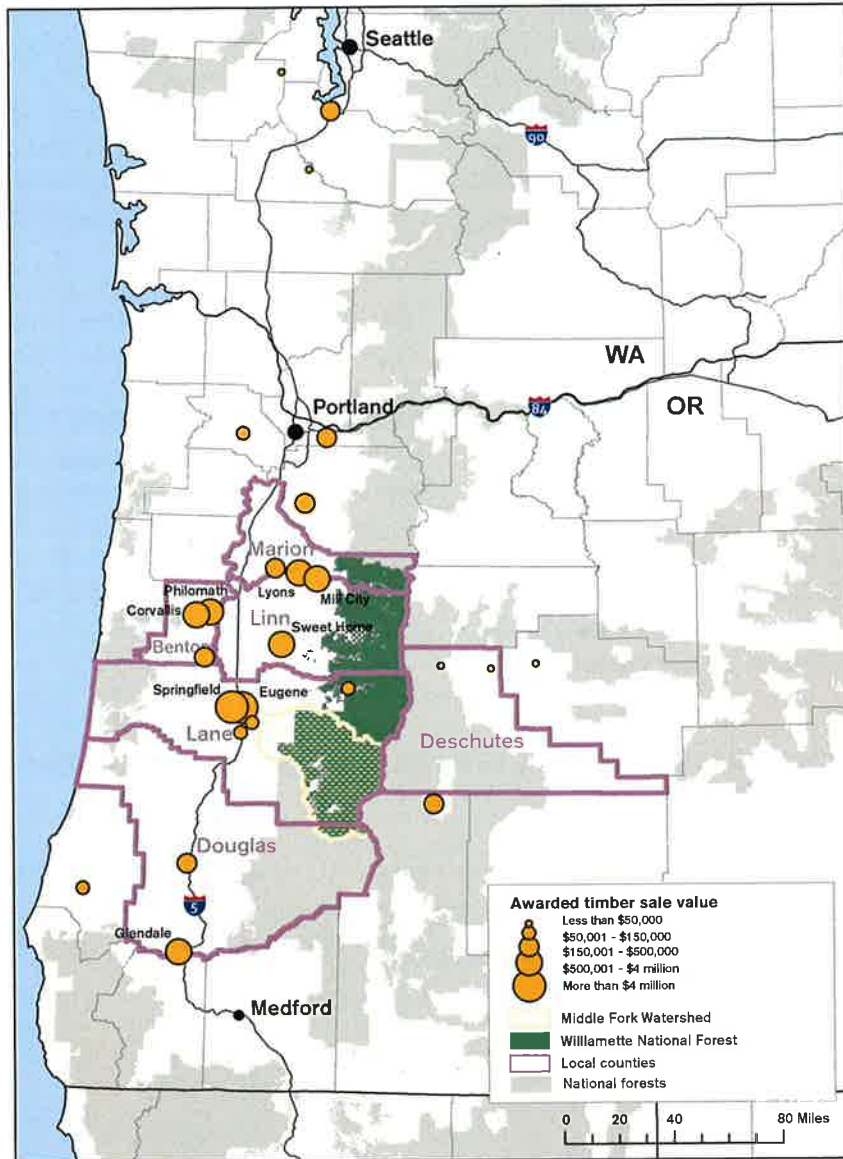 Seattle
90
WA
Portland
84
OR
Marion
Philomath
Lyons
Mill City
Corvallis
Linn
Sweet Home
Benton
Springfield
Eugene
Lane
Deschutes
Douglas
5
Glendale
Medford
Awarded timber sale value
Less than $50,000
$50,001 - $150,000
$150,001 - $500,000
$500,001 - $4 million
More than $4 million
Middle Fork Watershed
Willamette National Forest
Local counties
National forests
0 20 40 80 Miles